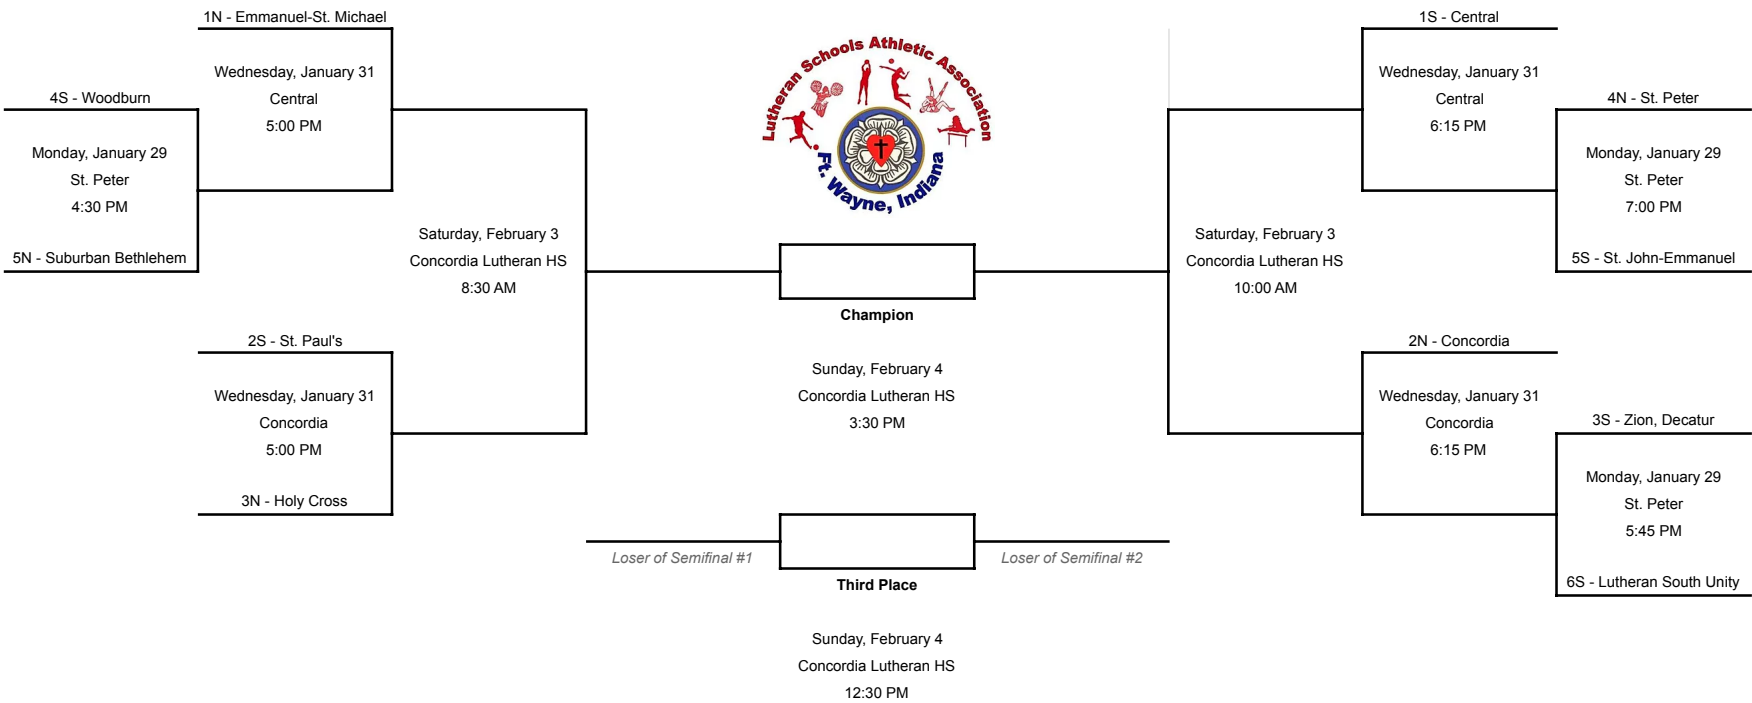 1N - Emmanuel-St. Michael
Wednesday, January 31
Central
5:00 PM
4S - Woodburn
Monday, January 29
St. Peter
4:30 PM
5N - Suburban Bethlehem
Saturday, February 3
Concordia Lutheran HS
8:30 AM
2S - St. Paul's
Wednesday, January 31
Concordia
5:00 PM
3N - Holy Cross
Lutheran Schools Athletic Association
Ft. Wayne, Indiana
Champion
Sunday, February 4
Concordia Lutheran HS
3:30 PM
Loser of Semifinal #1
Loser of Semifinal #2
Third Place
Sunday, February 4
Concordia Lutheran HS
12:30 PM
1S - Central
Wednesday, January 31
Central
6:15 PM
4N - St. Peter
Monday, January 29
St. Peter
7:00 PM
5S - St. John-Emmanuel
Saturday, February 3
Concordia Lutheran HS
10:00 AM
2N - Concordia
Wednesday, January 31
Concordia
6:15 PM
3S - Zion, Decatur
Monday, January 29
St. Peter
5:45 PM
6S - Lutheran South Unity